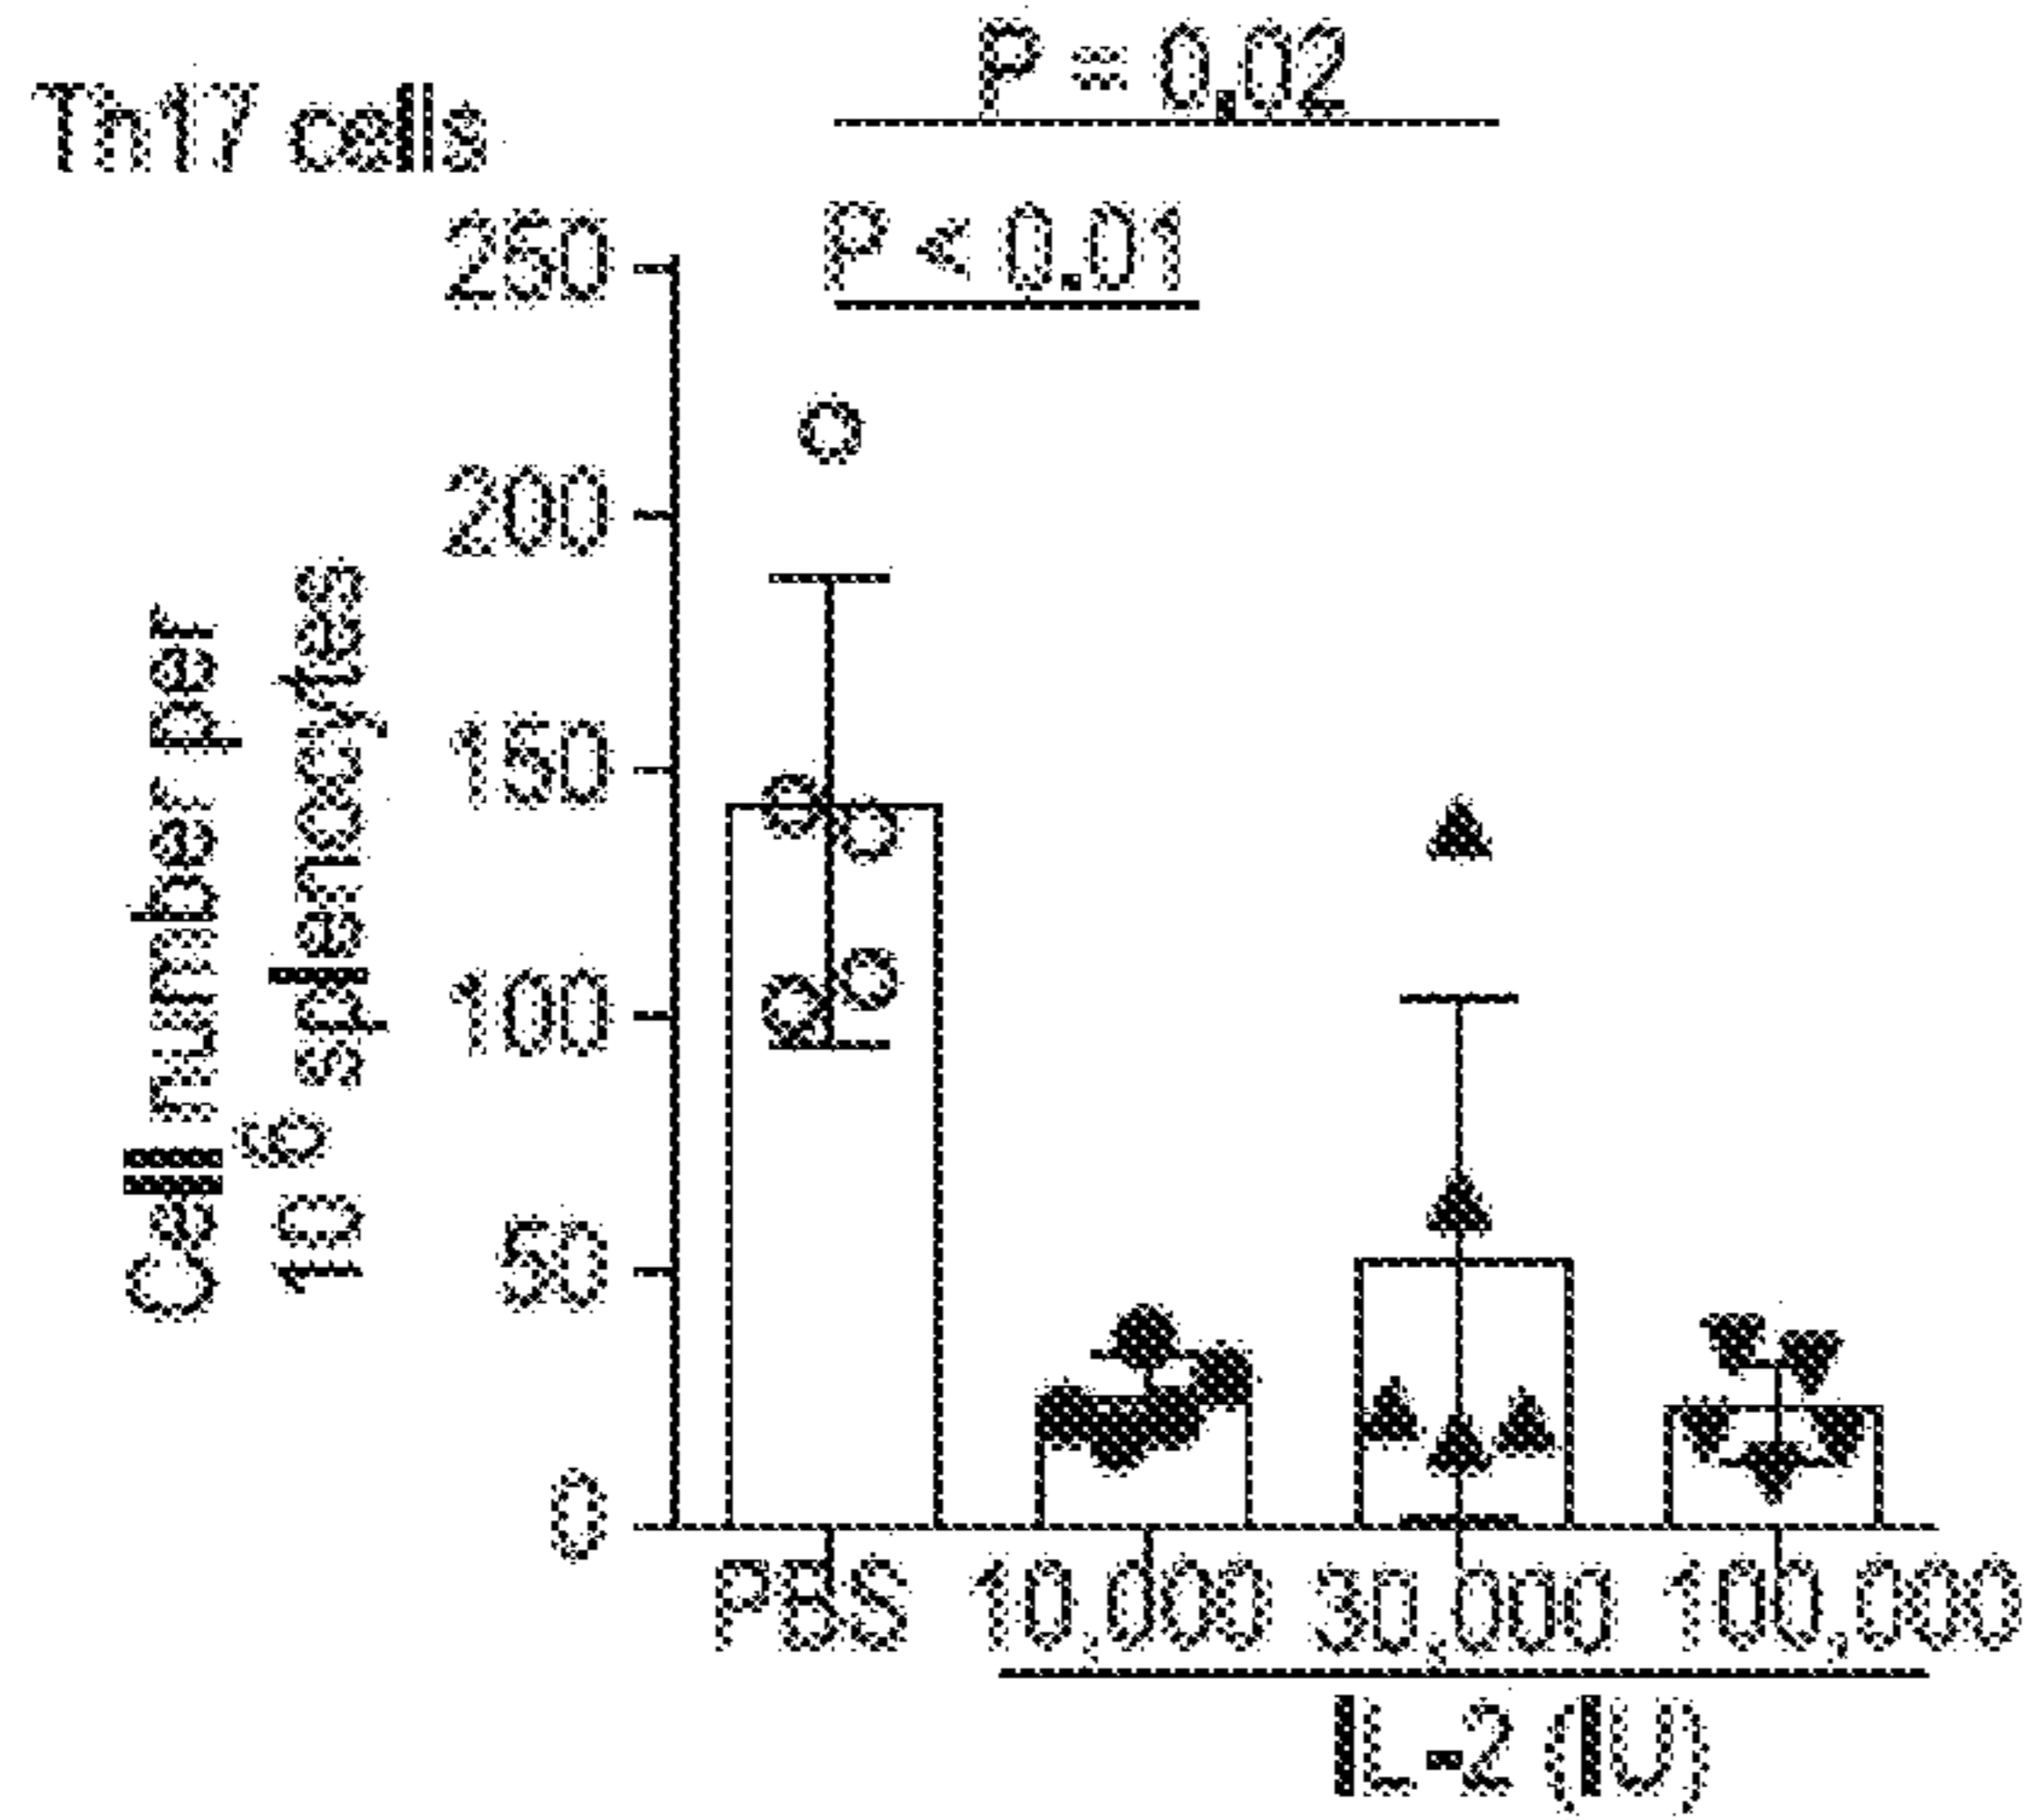 Th17 cells
P = 0.02
P < 0.01
Cell number per
10⁶ splenocytes
250
200
150
100
50
0
PBS 10,000 30,000 100,000
IL-2 (IU)